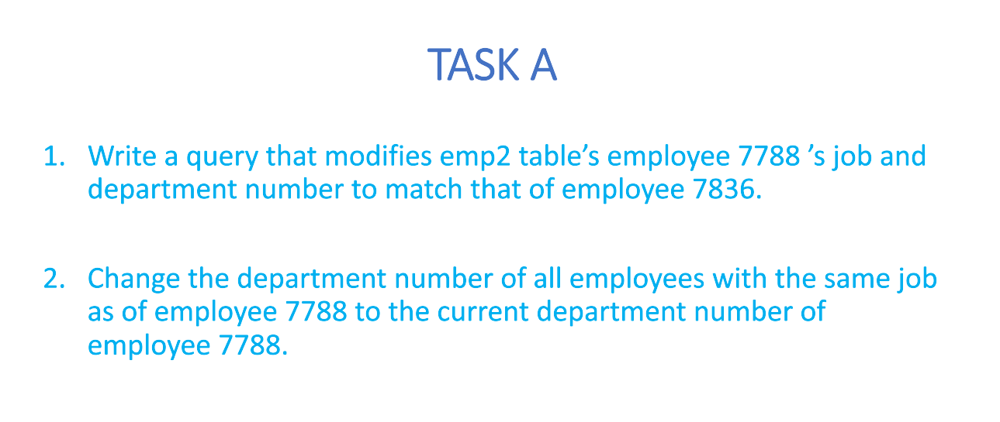 TASK A
1. Write a query that modifies emp2 table’s employee 7788 ’s job and
department number to match that of employee 7836.
2. Change the department number of all employees with the same job
as of employee 7788 to the current department number of
employee 7788.